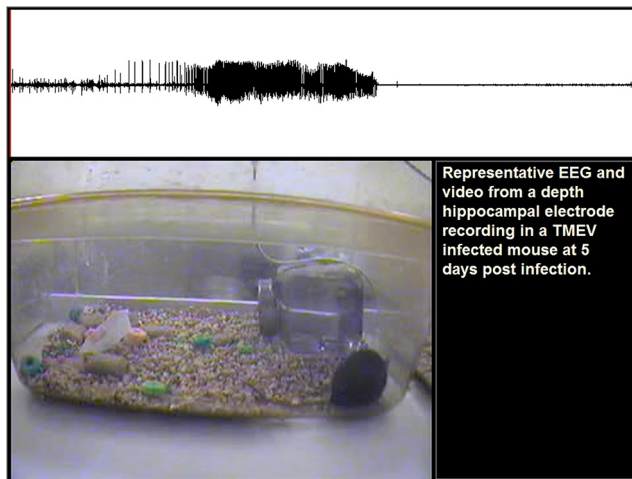 Representative EEG and
video from a depth
hippocampal electrode
recording in a TMEV
infected mouse at 5
days post infection.